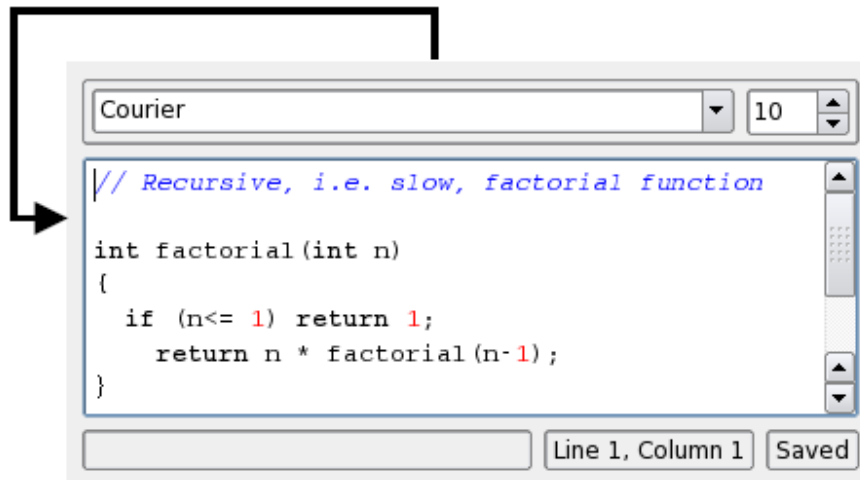 Courier
10
// Recursive, i.e. slow, factorial function
int factorial(int n)
{
  if (n<= 1) return 1;
    return n * factorial(n-1);
}
Line 1, Column 1
Saved